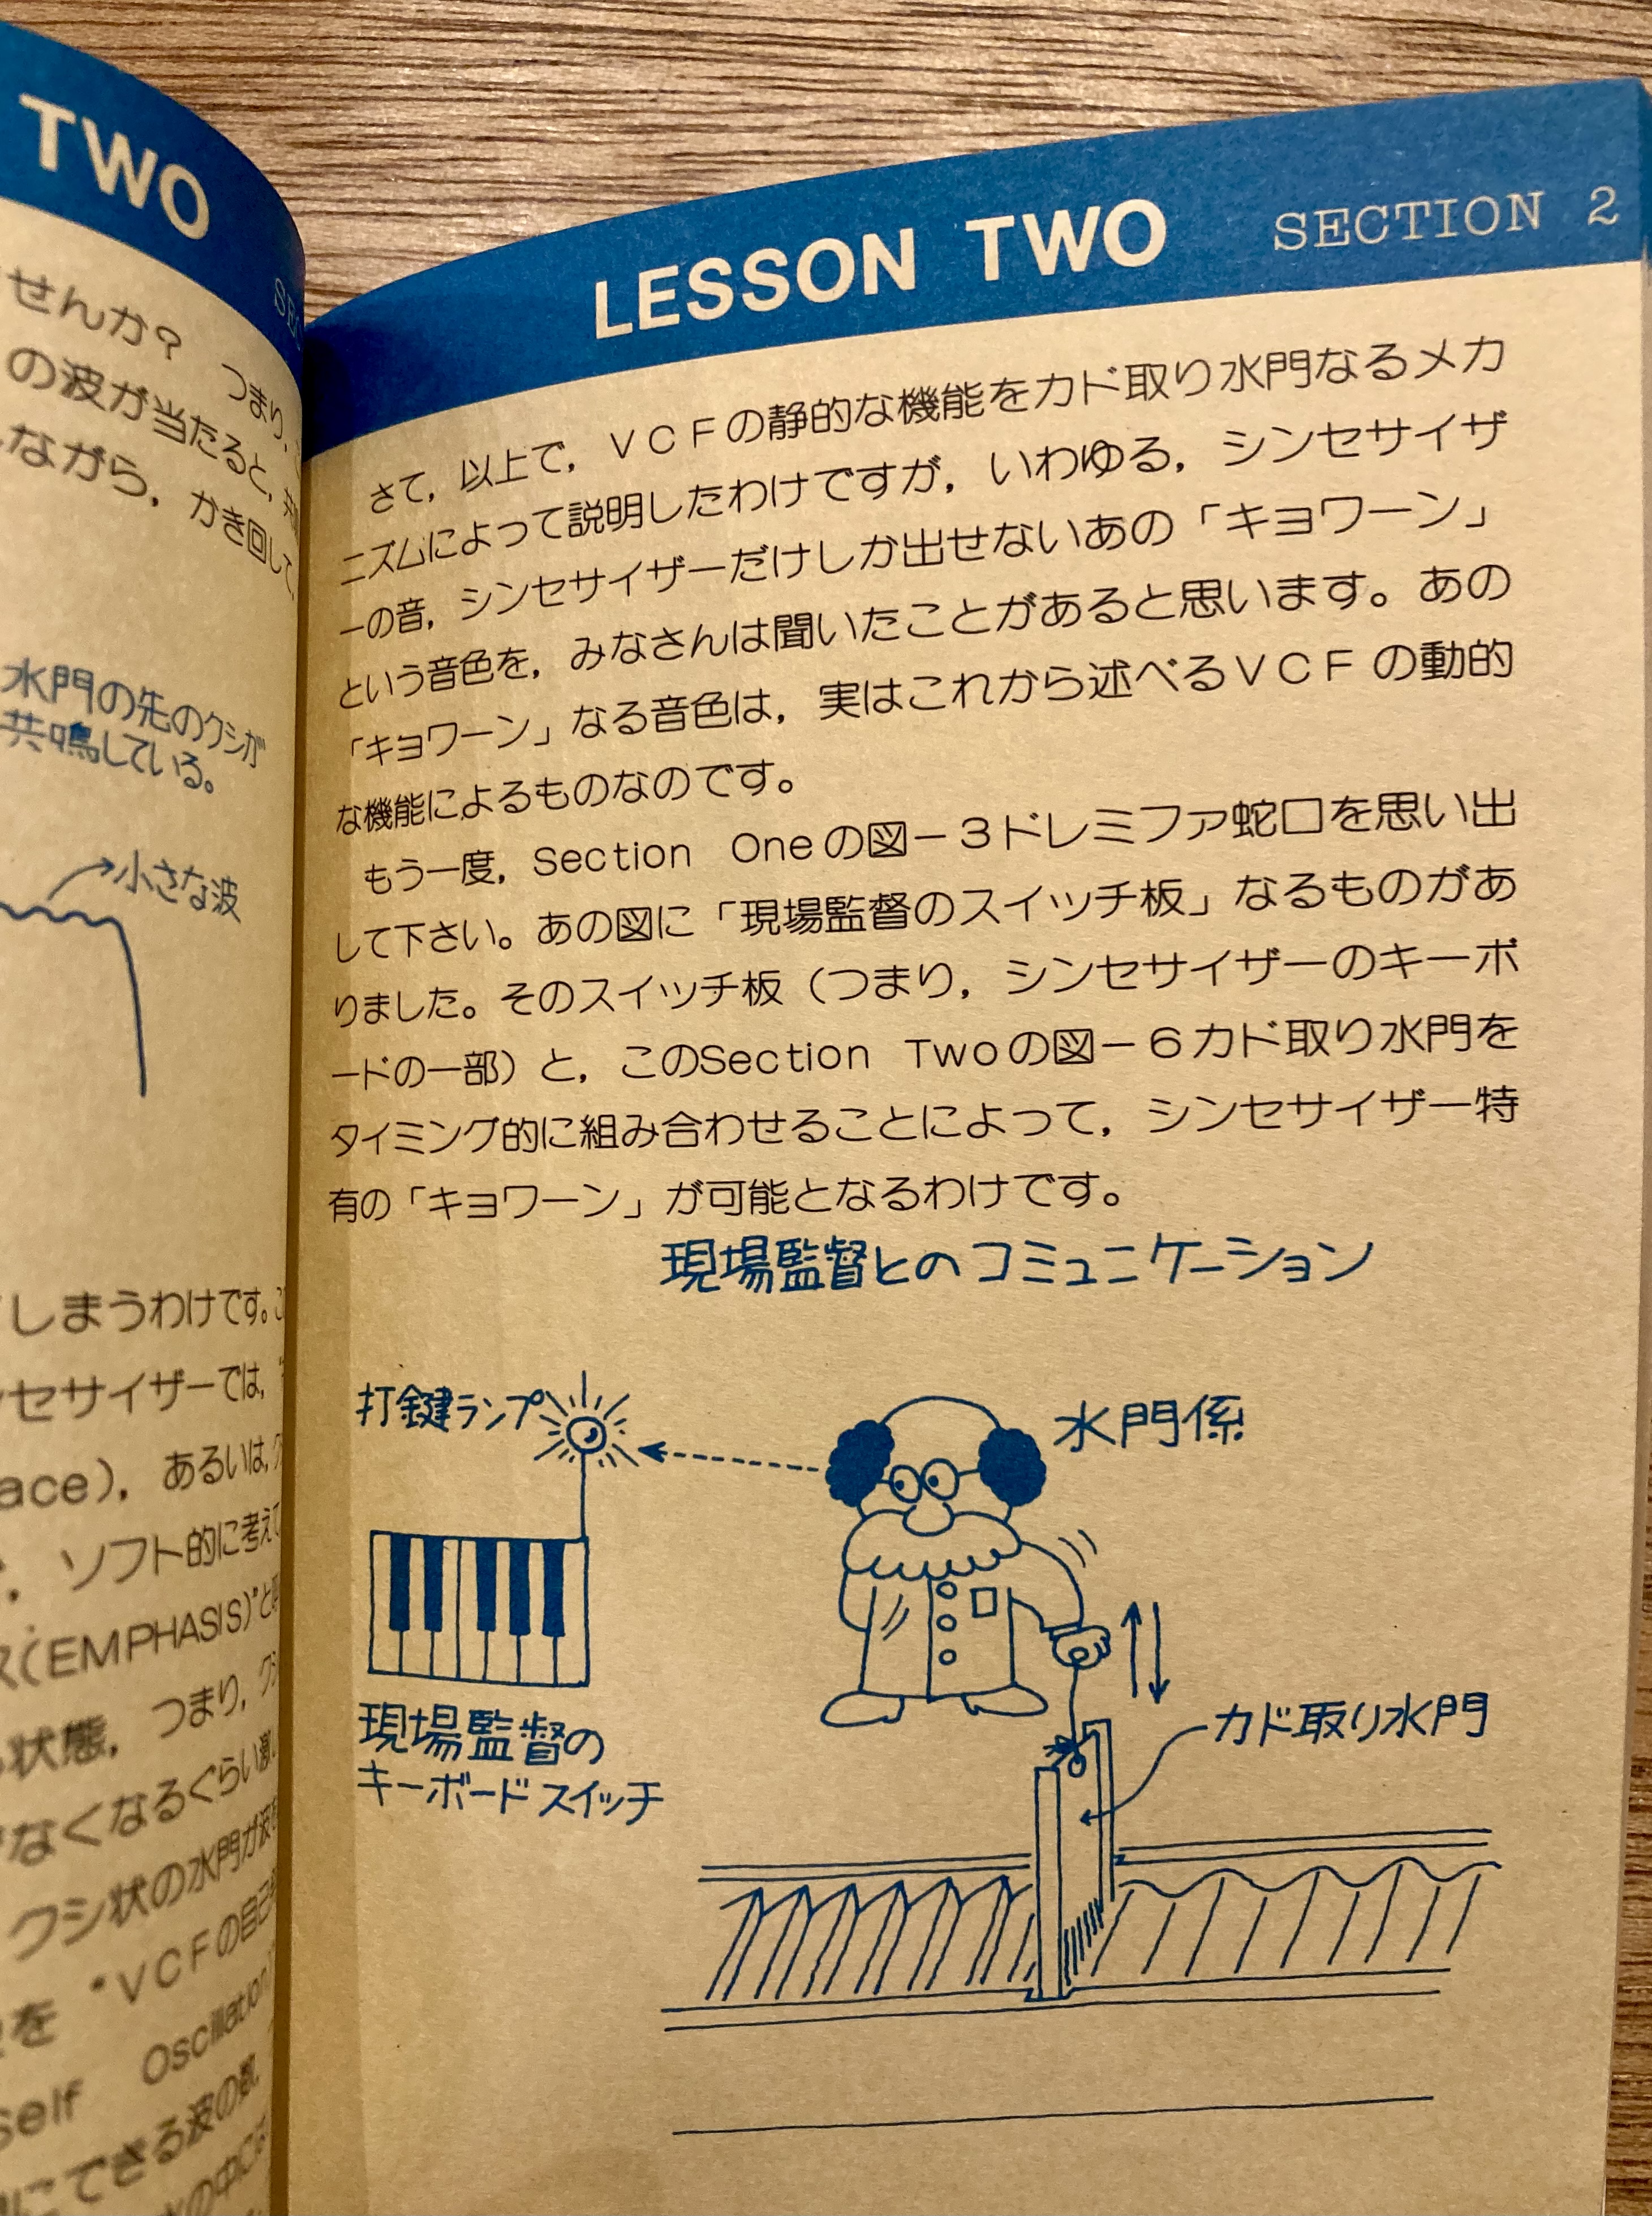 TWO
せんか？ つまり，
の波が当たると，
ながら，かき回して，
水門の先のクシが
共鳴している。
小さな波
しまうわけです。
セサイザーでは，
ace），あるいは，
ソフト的に考えて
(EMPHASIS)"と
状態，つまり，
なくなるぐらい
クシ状の水門が波を
を "VCFの自己
self Oscillation
にできる波の数，
の中に
LESSON TWO SECTION 2
さて，以上で，VCFの静的な機能をカド取り水門なるメカ
ニズムによって説明したわけですが，いわゆる，シンセサイザ
ーの音，シンセサイザーだけしか出せないあの「キョワーン」
という音色を，みなさんは聞いたことがあると思います。あの
「キョワーン」なる音色は，実はこれから述べるVCFの動的
な機能によるものなのです。
もう一度，Section Oneの図－3ドレミファ蛇口を思い出
して下さい。あの図に「現場監督のスイッチ板」なるものがあ
りました。そのスイッチ板（つまり，シンセサイザーのキーボ
ードの一部）と，このSection Twoの図－6カド取り水門を
タイミング的に組み合わせることによって，シンセサイザー特
有の「キョワーン」が可能となるわけです。
現場監督とのコミュニケーション
打鍵ランプ
水門係
現場監督の
キーボードスイッチ
カド取り水門